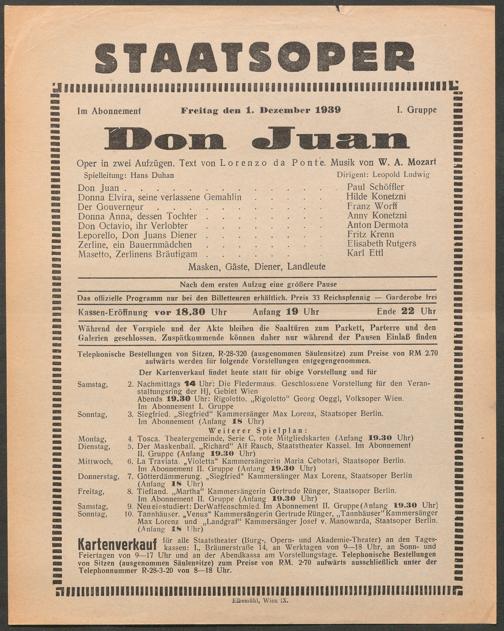 STAATSOPER
Im Abonnement Freitag den 1. Dezember 1939 I. Gruppe
Don Juan
Oper in zwei Aufzügen. Text von Lorenzo da Ponte. Musik von W. A. Mozart
Spielleitung: Hans Duhan Dirigent: Leopold Ludwig
Don Juan . . . . . . . . . . . . Paul Schöffler
Donna Elvira, seine verlassene Gemahlin . . . . . . Hilde Konetzni
Der Gouverneur . . . . . . . . . . Franz Worff
Donna Anna, dessen Tochter . . . . . . . . Anny Konetzni
Don Octavio, ihr Verlobter . . . . . . . . Anton Dermota
Leporello, Don Juans Diener . . . . . . . . Fritz Krenn
Zerline, ein Bauernmädchen . . . . . . . . Elisabeth Rutgers
Masetto, Zerlinens Bräutigam . . . . . . . . Karl Ettl
Masken, Gäste, Diener, Landleute
Nach dem ersten Aufzug eine größere Pause
Das offizielle Programm nur bei den Billetteuren erhältlich. Preis 33 Reichspfennig — Garderobe frei
Kassen-Eröffnung vor 18.30 Uhr Anfang 19 Uhr Ende 22 Uhr
Während der Vorspiele und der Akte bleiben die Saaltüren zum Parkett, Parterre und den
Galerien geschlossen. Zuspätkommende können daher nur während der Pausen Einlaß finden
Telephonische Bestellungen von Sitzen, R-28-320 (ausgenommen Säulensitze) zum Preise von RM 2.70
aufwärts werden für folgende Vorstellungen entgegengenommen.
Der Kartenverkauf findet heute statt für obige Vorstellung und für
Samstag, 2. Nachmittags 14 Uhr: Die Fledermaus. Geschlossene Vorstellung für den Veran-
staltungsring der HJ, Gebiet Wien
Abends 19.30 Uhr: Rigoletto. „Rigoletto" Georg Oeggl, Volksoper Wien.
Im Abonnement I. Gruppe
Sonntag, 3. Siegfried. „Siegfried" Kammersänger Max Lorenz, Staatsoper Berlin.
Im Abonnement II. Gruppe (Anfang 18 Uhr)
Weiterer Spielplan:
Montag, 4. Tosca. Theatergemeinde, Serie C, rote Mitgliedskarten (Anfang 19.30 Uhr)
Dienstag, 5. Der Maskenball. „Richard" Alf Rauch, Staatstheater Kassel. Im Abonnement
II. Gruppe (Anfang 19.30 Uhr)
Mittwoch, 6. La Traviata. „Violetta" Kammersängerin Maria Cebotari, Staatsoper Berlin.
Im Abonnement II. Gruppe (Anfang 19.30 Uhr)
Donnerstag, 7. Götterdämmerung. „Siegfried" Kammersänger Max Lorenz, Staatsoper Berlin
(Anfang 18 Uhr)
Freitag, 8. Tiefland. „Martha" Kammersängerin Gertrude Rünger, Staatsoper Berlin.
Im Abonnement II. Gruppe (Anfang 19.30 Uhr)
Samstag, 9. Neu einstudiert: Der Waffenschmied. Im Abonnement II. Gruppe (Anfang 19.30 Uhr)
Sonntag, 10. Tannhäuser. „Venus" Kammersängerin Gertrude Rünger, „Tannhäuser" Kammersänger
Max Lorenz und „Landgraf" Kammersänger Josef v. Manowarda, Staatsoper Berlin.
(Anfang 18 Uhr)
Kartenverkauf für alle Staatstheater (Burg-, Opern- und Akademie-Theater) an den Tages-
kassen: I., Bräunerstraße 14, an Werktagen von 9—18 Uhr, an Sonn- und
Feiertagen von 9—17 Uhr und an der Abendkassa am Vorstellungstage. Telephonische Bestellungen
von Sitzen (ausgenommen Säulensitze) zum Preise von RM. 2·70 aufwärts ausschließlich unter der
Telephonnummer R-28-3-20 von 8—18 Uhr.
Elbemühl, Wien IX.